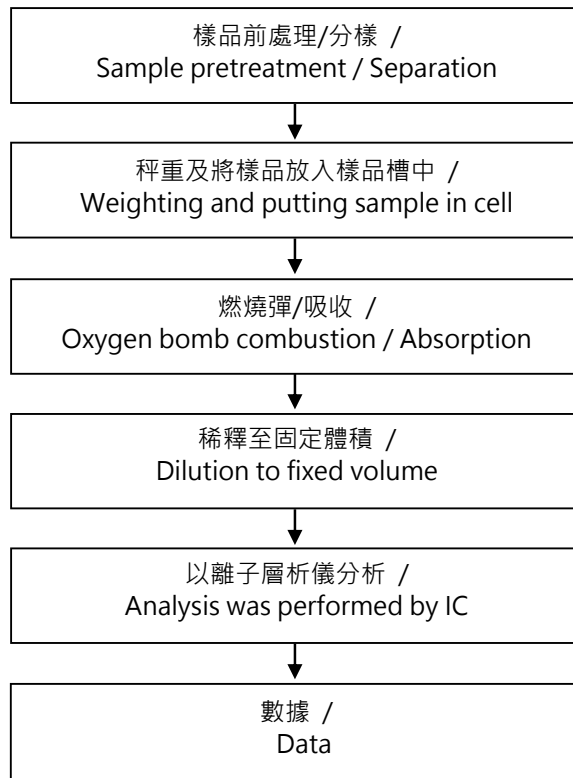 樣品前處理/分樣 /
Sample pretreatment / Separation
秤重及將樣品放入樣品槽中 /
Weighting and putting sample in cell
燃燒彈/吸收 /
Oxygen bomb combustion / Absorption
稀釋至固定體積 /
Dilution to fixed volume
以離子層析儀分析 /
Analysis was performed by IC
數據 /
Data